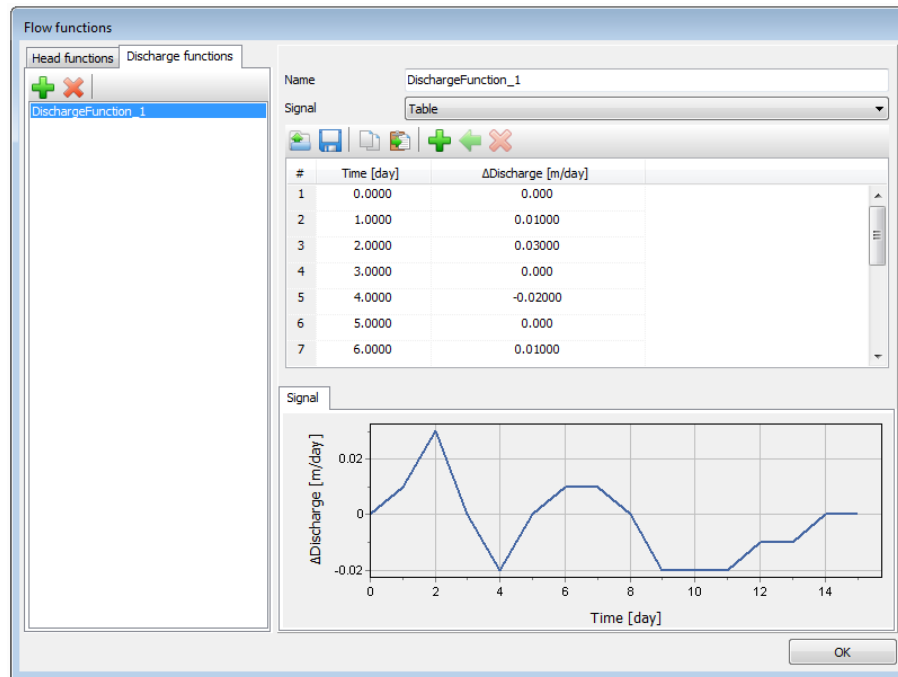 Flow functions
Head functions Discharge functions
DischargeFunction_1
Name DischargeFunction_1
Signal Table
# Time [day] ΔDischarge [m/day]
1 0.0000 0.000
2 1.0000 0.01000
3 2.0000 0.03000
4 3.0000 0.000
5 4.0000 -0.02000
6 5.0000 0.000
7 6.0000 0.01000
Signal
ΔDischarge [m/day]
0.02
0
-0.02
0 2 4 6 8 10 12 14
Time [day]
OK